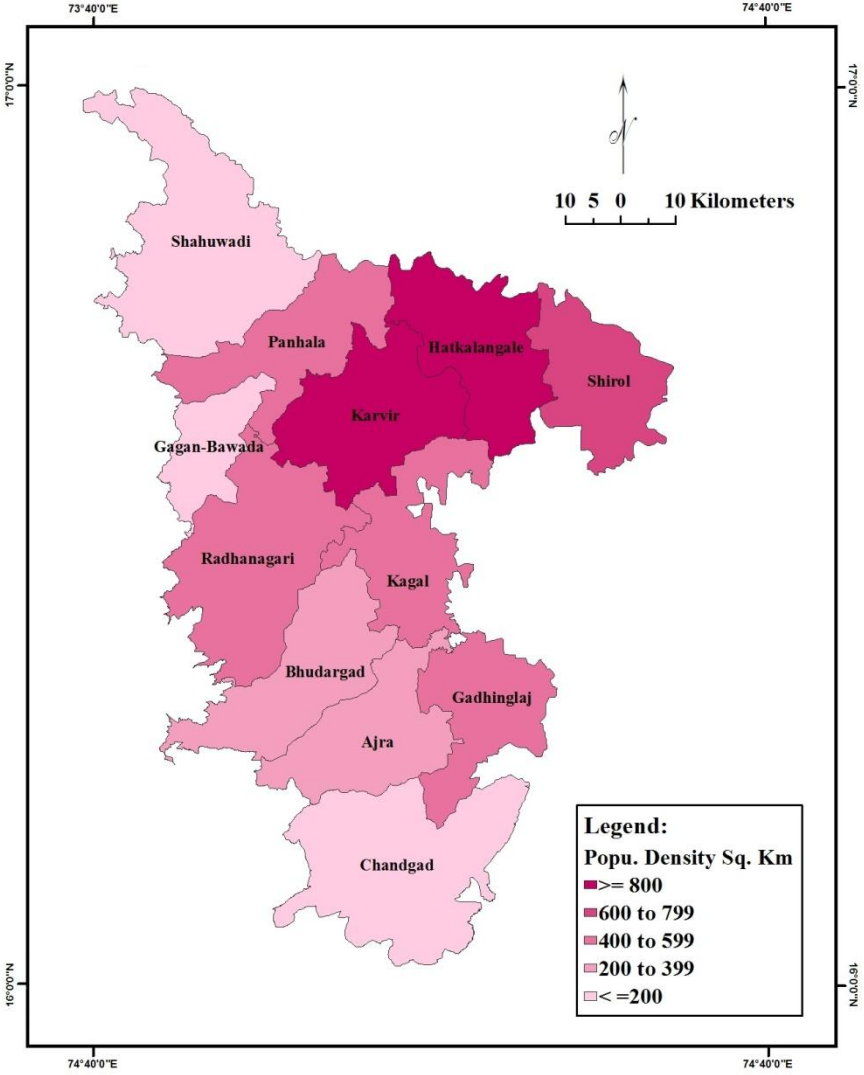 73°40'0"E
74°40'0"E
17°0'0"N
17°0'0"N
N
10 5 0 10 Kilometers
Shahuwadi
Panhala
Hatkalangale
Shirol
Karvir
Gagan-Bawada
Radhanagari
Kagal
Bhudargad
Gadhinglaj
Ajra
Chandgad
Legend:
Popu. Density Sq. Km
>= 800
600 to 799
400 to 599
200 to 399
< =200
16°0'0"N
16°0'0"N
74°40'0"E
74°40'0"E